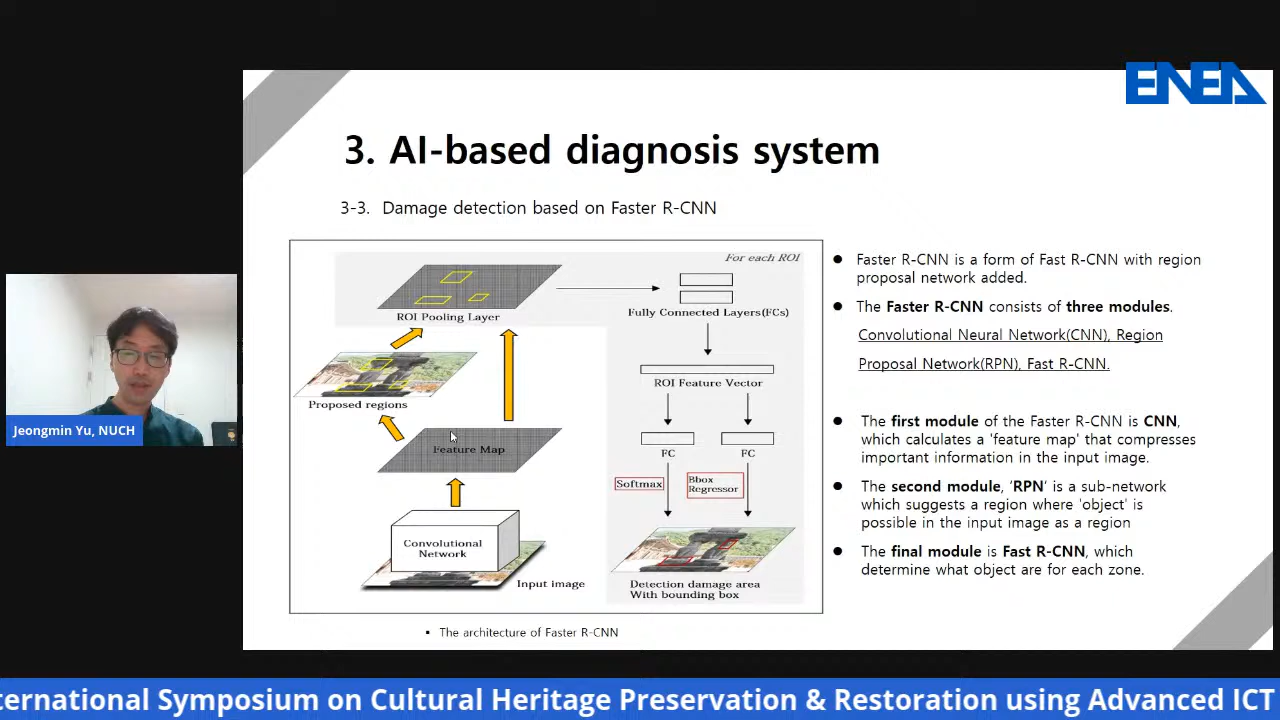 ENEA
3. AI-based diagnosis system
3-3. Damage detection based on Faster R-CNN
For each ROI
ROI Pooling Layer
Fully Connected Layers(FCs)
Proposed regions
ROI Feature Vector
Feature Map
FC
FC
Softmax
Bbox
Regressor
Convolutional
Network
Input image
Detection damage area
With bounding box
▪ The architecture of Faster R-CNN
● Faster R-CNN is a form of Fast R-CNN with region
proposal network added.
● The Faster R-CNN consists of three modules.
Convolutional Neural Network(CNN), Region
Proposal Network(RPN), Fast R-CNN.
● The first module of the Faster R-CNN is CNN,
which calculates a 'feature map' that compresses
important information in the input image.
● The second module, ‘RPN’ is a sub-network
which suggests a region where 'object' is
possible in the input image as a region
● The final module is Fast R-CNN, which
determine what object are for each zone.
Jeongmin Yu, NUCH
ternational Symposium on Cultural Heritage Preservation & Restoration using Advanced ICT